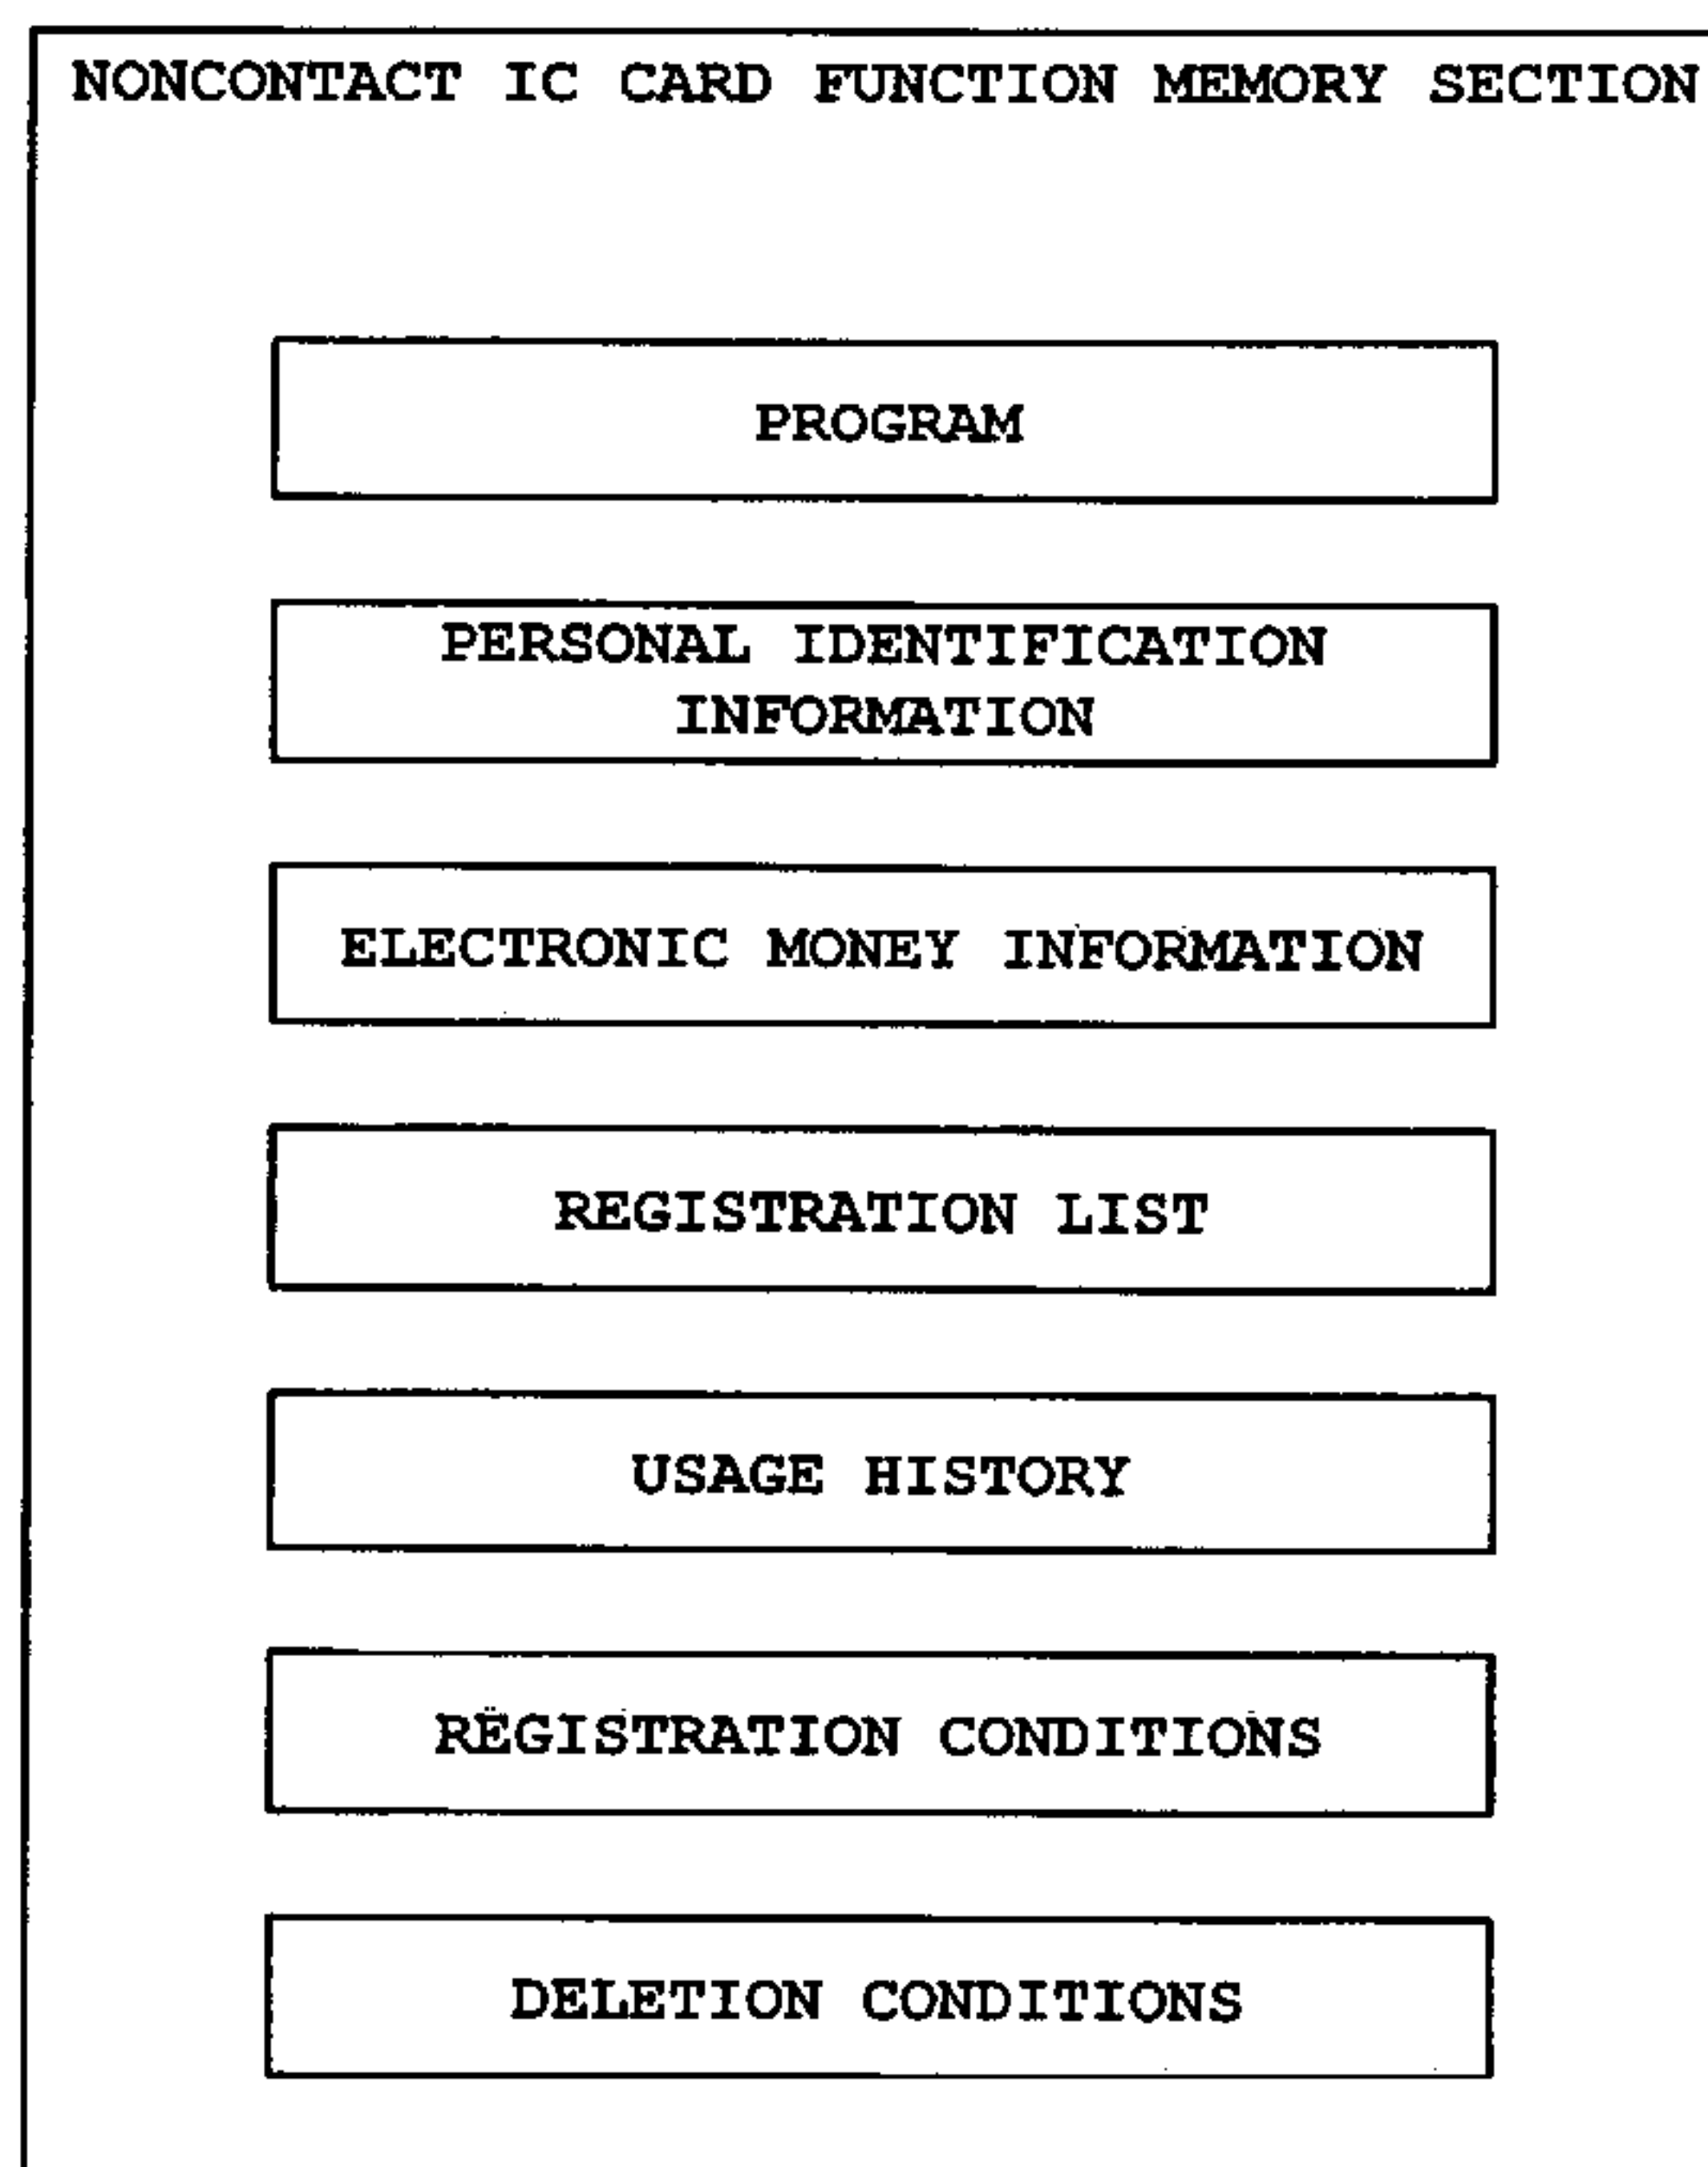 NONCONTACT IC CARD FUNCTION MEMORY SECTION
PROGRAM
PERSONAL IDENTIFICATION
INFORMATION
ELECTRONIC MONEY INFORMATION
REGISTRATION LIST
USAGE HISTORY
REGISTRATION CONDITIONS
DELETION CONDITIONS